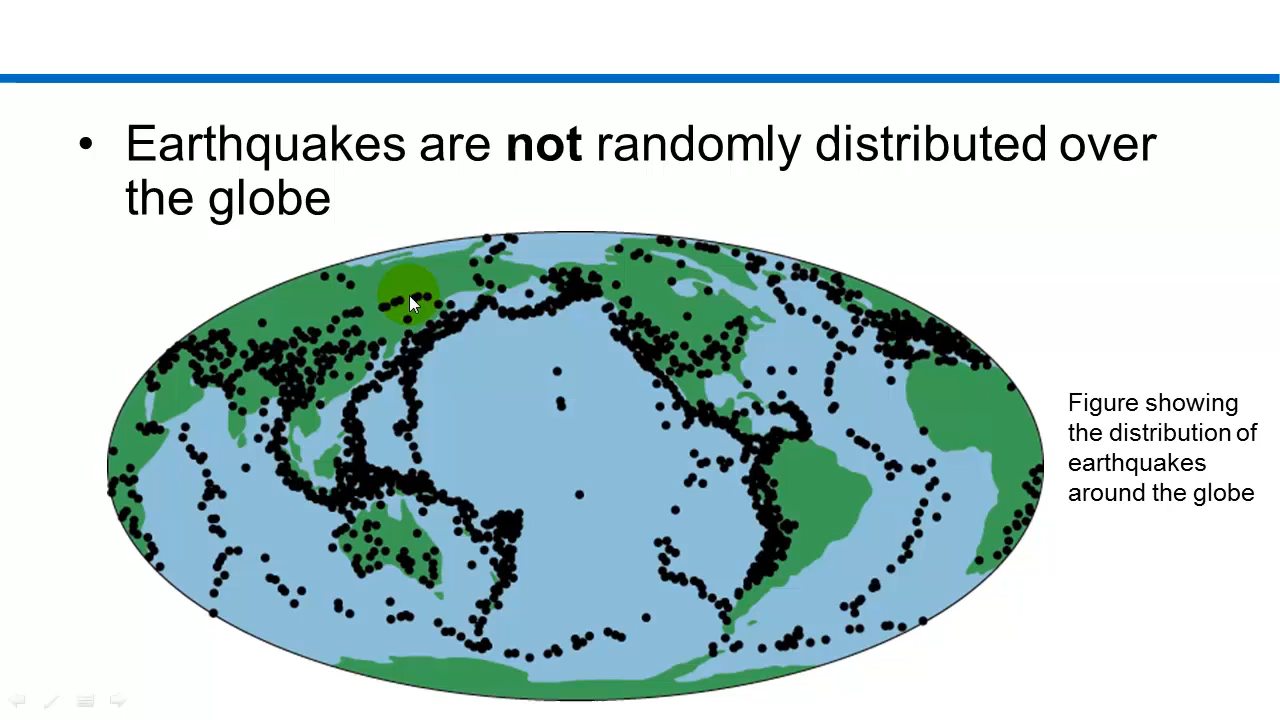 • Earthquakes are not randomly distributed over
the globe
Figure showing
the distribution of
earthquakes
around the globe